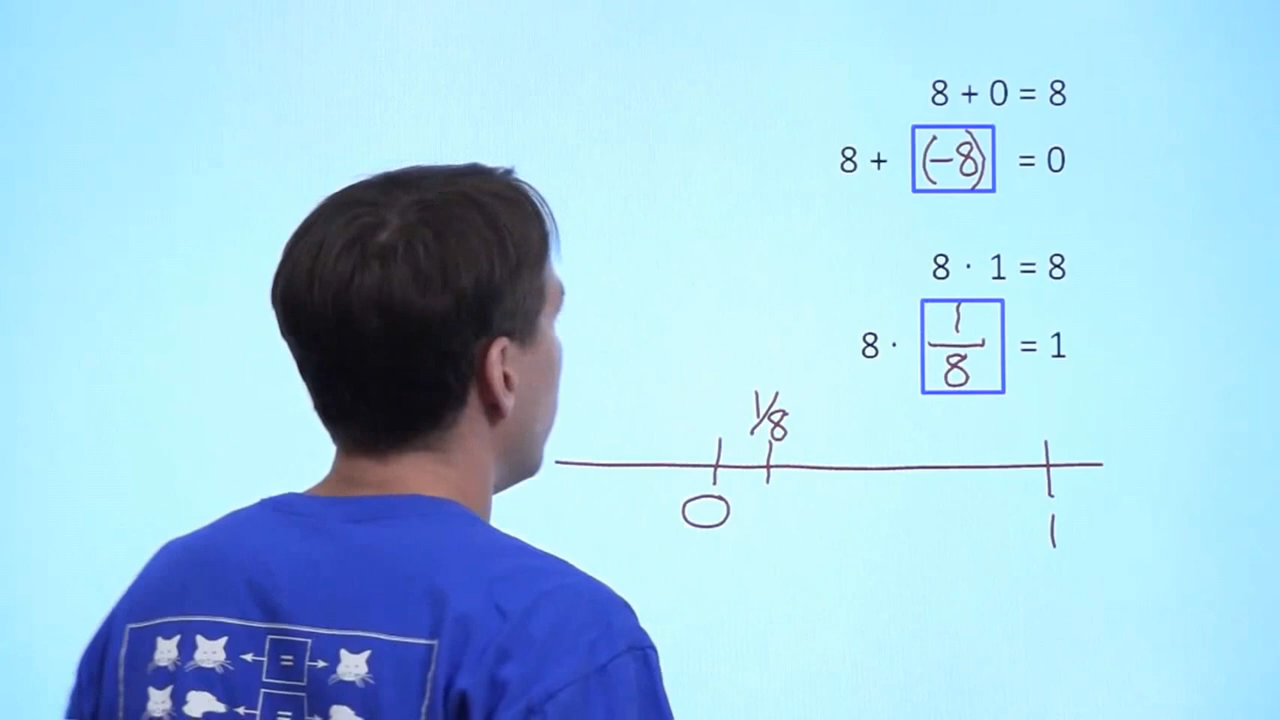 8 + 0 = 8
8 + (-8) = 0
8 · 1 = 8
8 · 1/8 = 1
1/8
0
1
=
=